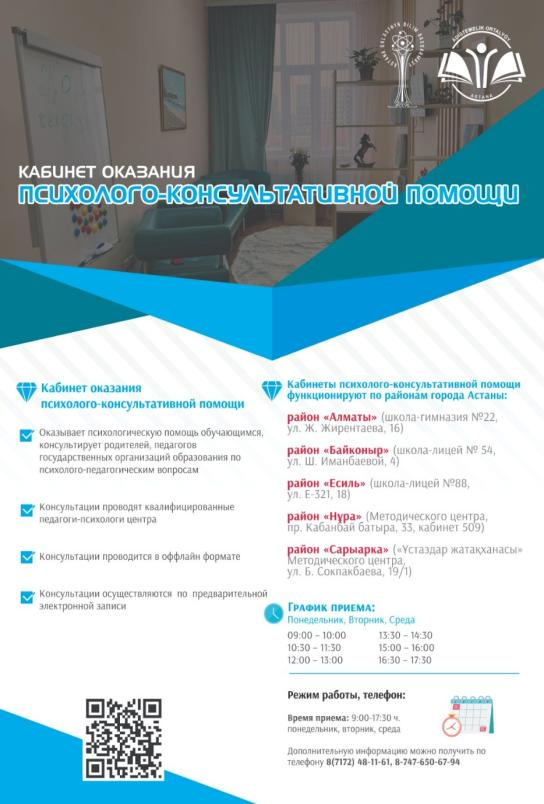 КАБИНЕТ ОКАЗАНИЯ
ПСИХОЛОГО-КОНСУЛЬТАТИВНОЙ ПОМОЩИ
ASTANA
Кабинет оказания
психолого-консультативной помощи
Оказывает психологическую помощь обучающимся,
консультирует родителей, педагогов
государственных организаций образования по
психолого-педагогическим вопросам
Консультации проводят квалифицированные
педагоги-психологи центра
Консультации проводится в оффлайн формате
Консультации осуществляются по предварительной
электронной записи
Кабинеты психолого-консультативной помощи
функционируют по районам города Астаны:
район «Алматы» (школа-гимназия №22,
ул. Ж. Жирентаева, 16)
район «Байконыр» (школа-лицей № 54,
ул. Ш. Иманбаевой, 4)
район «Есиль» (школа-лицей №88,
ул. Е-321, 18)
район «Нұра» (Методического центра,
пр. Кабанбай батыра, 33, кабинет 509)
район «Сарыарка» («Ұстаздар жатақханасы»
Методического центра,
ул. Б. Сокпакбаева, 19/1)
График приема:
Понедельник, Вторник, Среда
09:00 – 10:00 13:30 – 14:30
10:30 – 11:30 15:00 – 16:00
12:00 – 13:00 16:30 – 17:30
Режим работы, телефон:
Время приема: 9:00-17:30 ч.
понедельник, вторник, среда
Дополнительную информацию можно получить по
телефону 8(7172) 48-11-61, 8-747-650-67-94